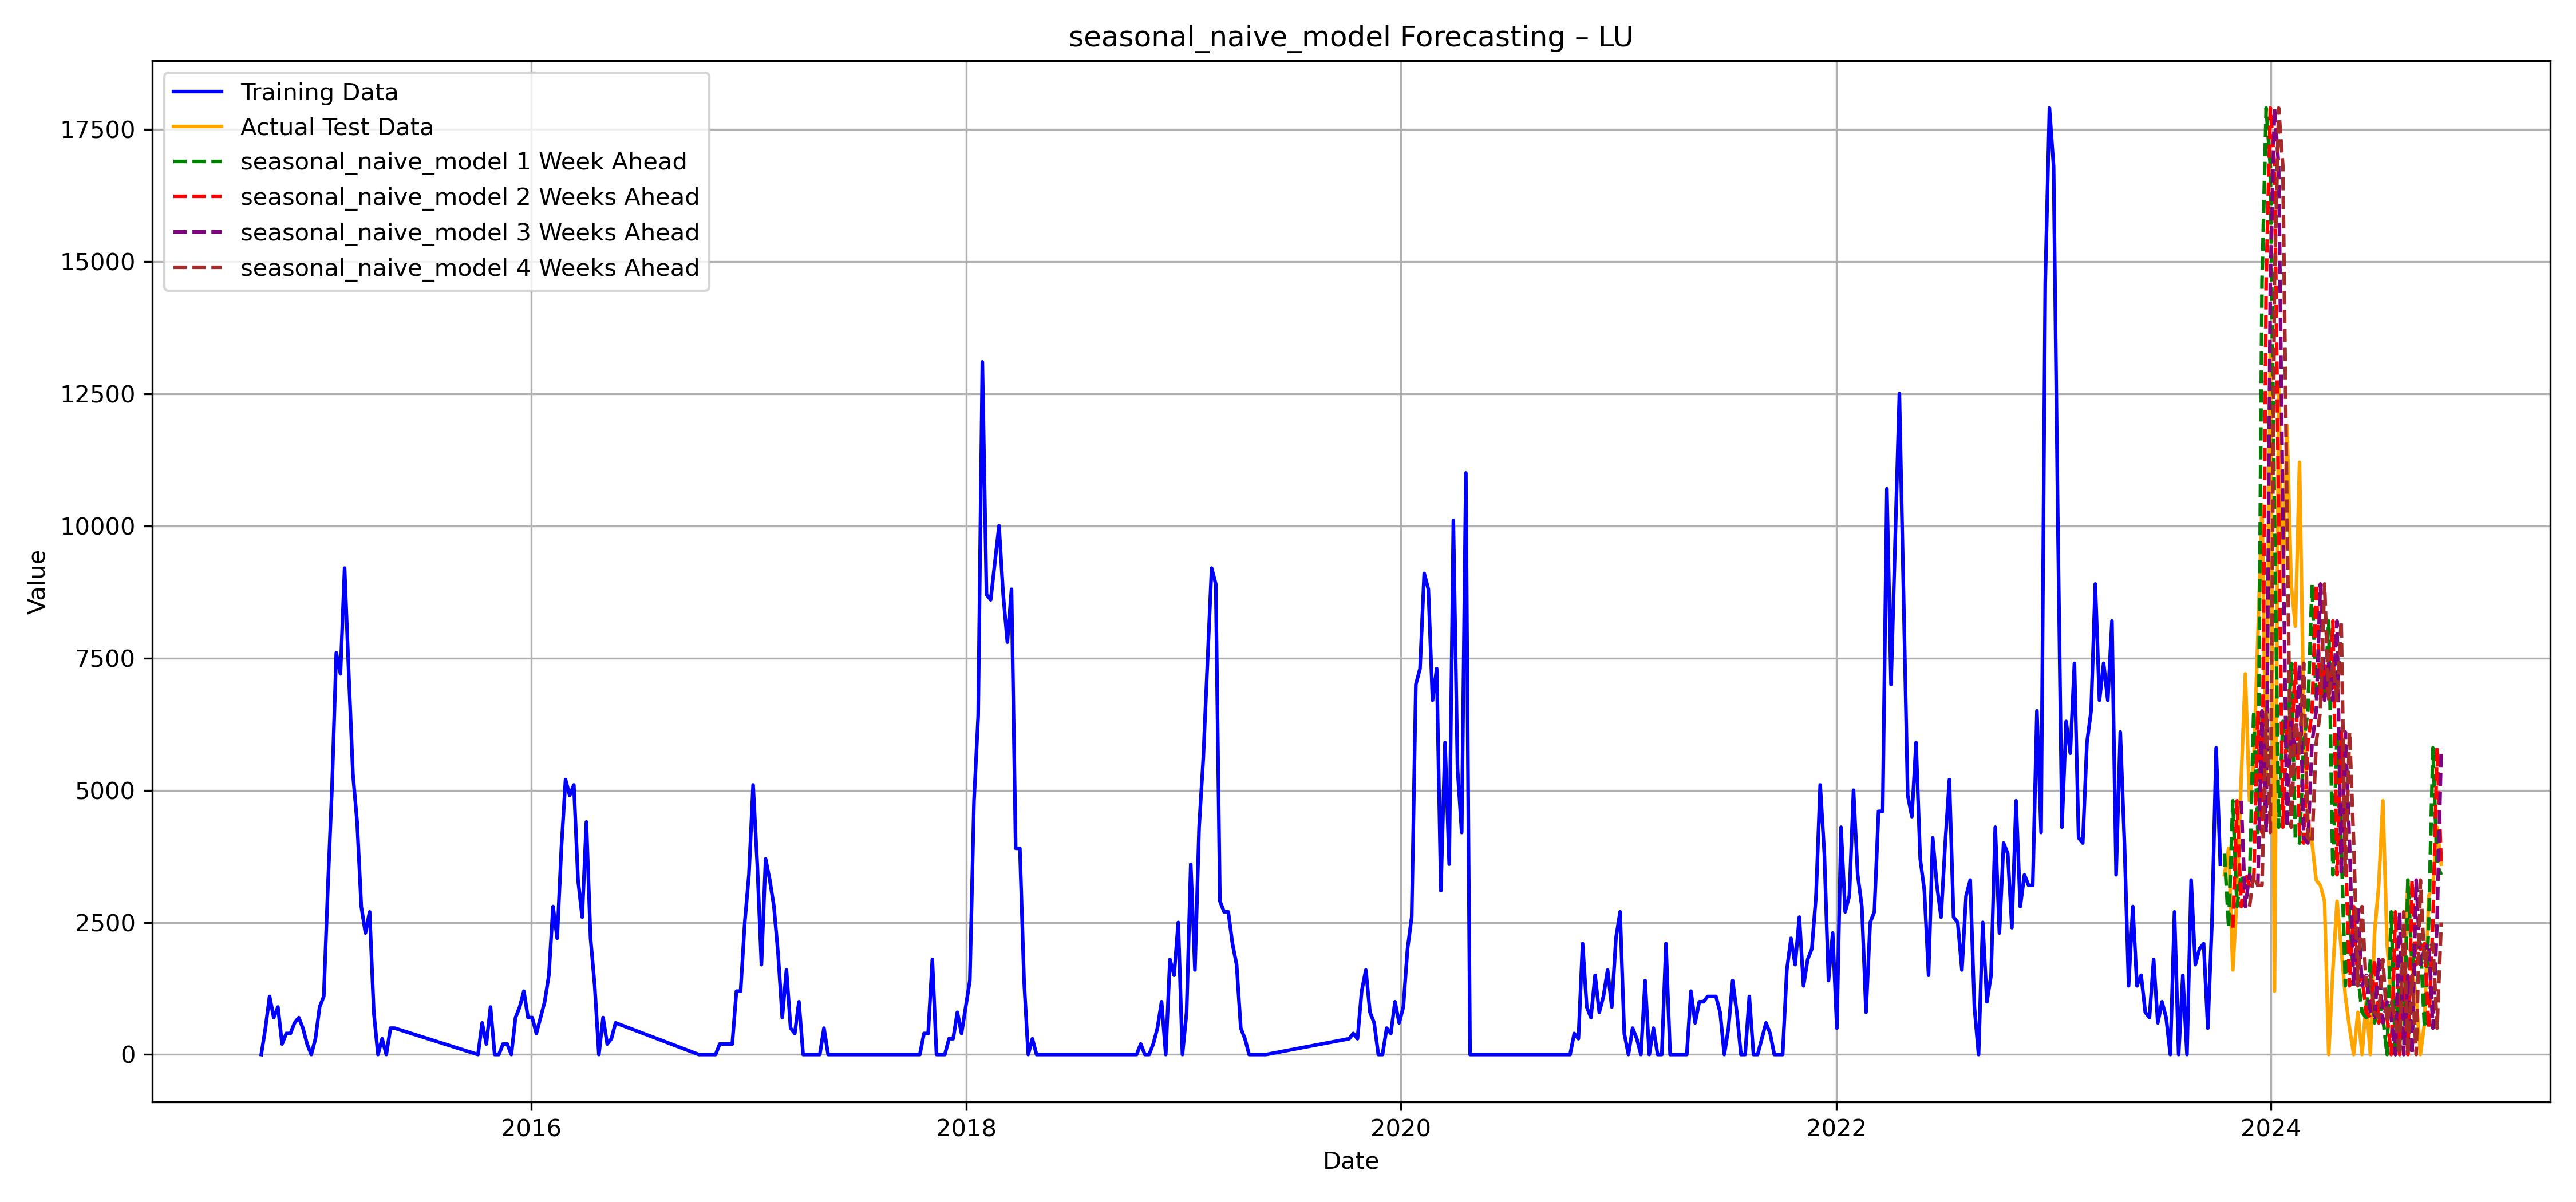 seasonal_naive_model Forecasting – LU
Training Data
Actual Test Data
seasonal_naive_model 1 Week Ahead
seasonal_naive_model 2 Weeks Ahead
seasonal_naive_model 3 Weeks Ahead
seasonal_naive_model 4 Weeks Ahead
Value
17500
15000
12500
10000
7500
5000
2500
0
2016 2018 2020 2022 2024
Date